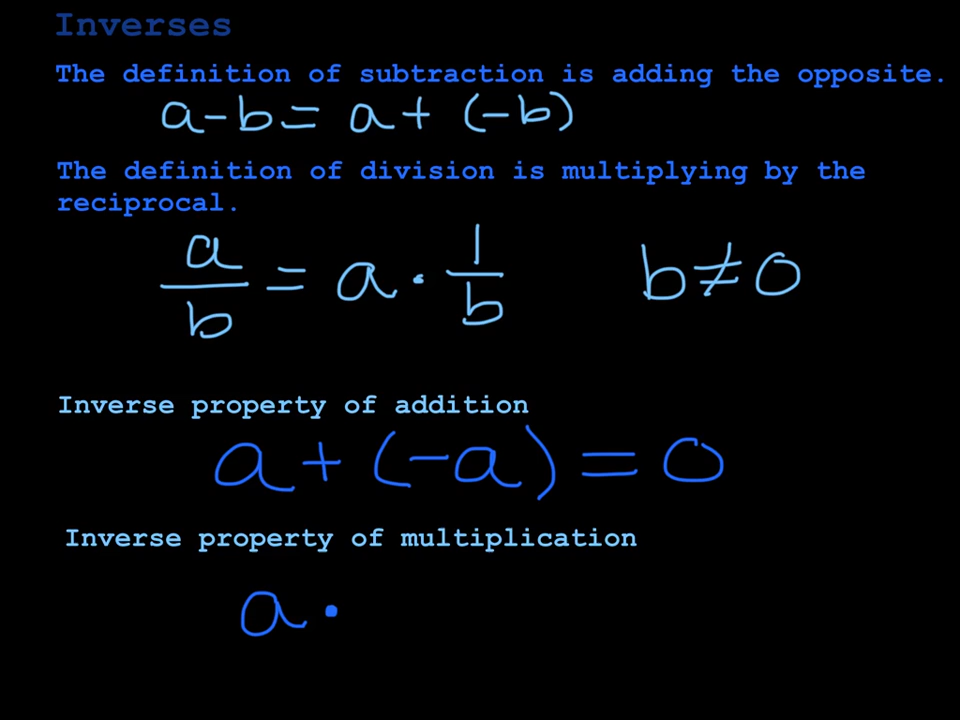 Inverses
The definition of subtraction is adding the opposite.
a-b = a+(-b)
The definition of division is multiplying by the
reciprocal.
a/b = a · 1/b b≠0
Inverse property of addition
a+(-a)=0
Inverse property of multiplication
a ·